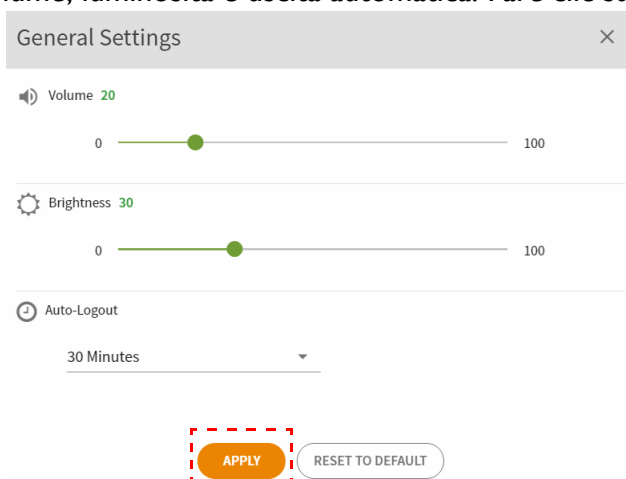 General Settings
Volume 20
0 100
Brightness 30
0 100
Auto-Logout
30 Minutes
APPLY RESET TO DEFAULT